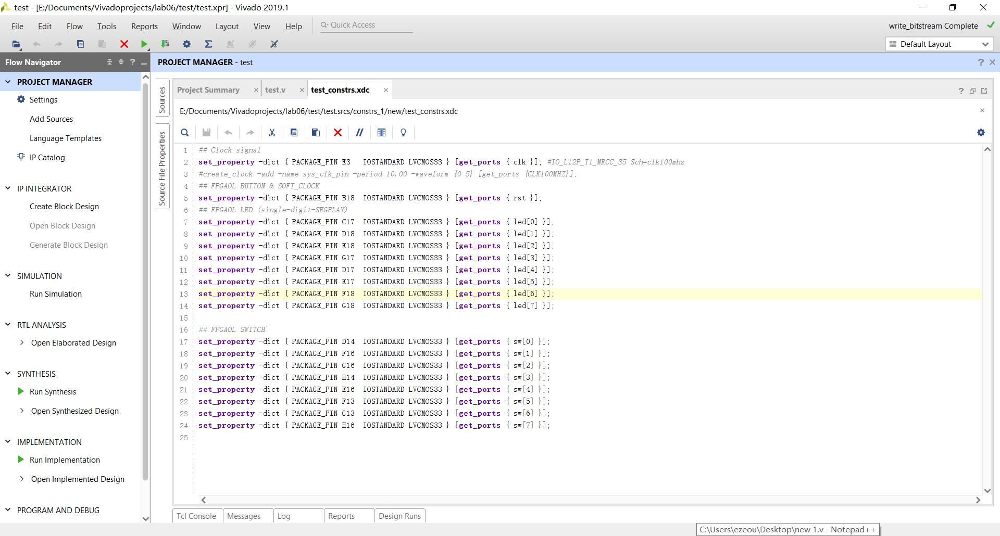 test - [E:/Documents/Vivadoprojects/lab06/test/test.xpr] - Vivado 2019.1
File Edit Flow Tools Reports Window Layout View Help Quick Access
write_bitstream Complete
Default Layout
Flow Navigator
PROJECT MANAGER
Settings
Add Sources
Language Templates
IP Catalog
IP INTEGRATOR
Create Block Design
Open Block Design
Generate Block Design
SIMULATION
Run Simulation
RTL ANALYSIS
Open Elaborated Design
SYNTHESIS
Run Synthesis
Open Synthesized Design
IMPLEMENTATION
Run Implementation
Open Implemented Design
PROGRAM AND DEBUG
PROJECT MANAGER - test
Sources
Source File Properties
Project Summary test.v test_constrs.xdc
E:/Documents/Vivadoprojects/lab06/test/test.srcs/constrs_1/new/test_constrs.xdc
1 ## Clock signal
2 set_property -dict { PACKAGE_PIN E3 IOSTANDARD LVCMOS33 } [get_ports { clk }]; #IO_L12P_T1_MRCC_35 Sch=clk100mhz
3 #create_clock -add -name sys_clk_pin -period 10.00 -waveform {0 5} [get_ports {CLK100MHZ}];
4 ## FPGAOL BUTTON & SOFT_CLOCK
5 set_property -dict { PACKAGE_PIN B18 IOSTANDARD LVCMOS33 } [get_ports { rst }];
6 ## FPGAOL LED (single-digit-SEGPLAY)
7 set_property -dict { PACKAGE_PIN C17 IOSTANDARD LVCMOS33 } [get_ports { led[0] }];
8 set_property -dict { PACKAGE_PIN D18 IOSTANDARD LVCMOS33 } [get_ports { led[1] }];
9 set_property -dict { PACKAGE_PIN E18 IOSTANDARD LVCMOS33 } [get_ports { led[2] }];
10 set_property -dict { PACKAGE_PIN G17 IOSTANDARD LVCMOS33 } [get_ports { led[3] }];
11 set_property -dict { PACKAGE_PIN D17 IOSTANDARD LVCMOS33 } [get_ports { led[4] }];
12 set_property -dict { PACKAGE_PIN E17 IOSTANDARD LVCMOS33 } [get_ports { led[5] }];
13 set_property -dict { PACKAGE_PIN F18 IOSTANDARD LVCMOS33 } [get_ports { led[6] }];
14 set_property -dict { PACKAGE_PIN G18 IOSTANDARD LVCMOS33 } [get_ports { led[7] }];
15
16 ## FPGAOL SWITCH
17 set_property -dict { PACKAGE_PIN D14 IOSTANDARD LVCMOS33 } [get_ports { sw[0] }];
18 set_property -dict { PACKAGE_PIN F16 IOSTANDARD LVCMOS33 } [get_ports { sw[1] }];
19 set_property -dict { PACKAGE_PIN G16 IOSTANDARD LVCMOS33 } [get_ports { sw[2] }];
20 set_property -dict { PACKAGE_PIN H14 IOSTANDARD LVCMOS33 } [get_ports { sw[3] }];
21 set_property -dict { PACKAGE_PIN E16 IOSTANDARD LVCMOS33 } [get_ports { sw[4] }];
22 set_property -dict { PACKAGE_PIN F13 IOSTANDARD LVCMOS33 } [get_ports { sw[5] }];
23 set_property -dict { PACKAGE_PIN G13 IOSTANDARD LVCMOS33 } [get_ports { sw[6] }];
24 set_property -dict { PACKAGE_PIN H16 IOSTANDARD LVCMOS33 } [get_ports { sw[7] }];
25
Tcl Console Messages Log Reports Design Runs
C:\Users\ezeou\Desktop\new 1.v - Notepad++